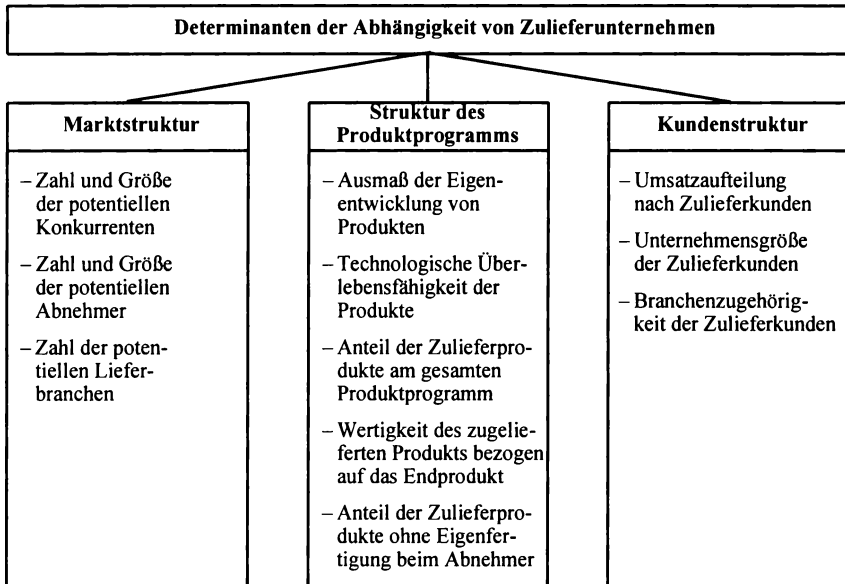 Determinanten der Abhängigkeit von Zulieferunternehmen
Marktstruktur
– Zahl und Größe
der potentiellen
Konkurrenten
– Zahl und Größe
der potentiellen
Abnehmer
– Zahl der poten-
tiellen Liefer-
branchen
Struktur des
Produktprogramms
– Ausmaß der Eigen-
entwicklung von
Produkten
– Technologische Über-
lebensfähigkeit der
Produkte
– Anteil der Zulieferpro-
dukte am gesamten
Produktprogramm
– Wertigkeit des zugelie-
ferten Produkts bezogen
auf das Endprodukt
– Anteil der Zulieferpro-
dukte ohne Eigenfer-
tigung beim Abnehmer
Kundenstruktur
– Umsatzaufteilung
nach Zulieferkunden
– Unternehmensgröße
der Zulieferkunden
– Branchenzugehörig-
keit der Zulieferkunden